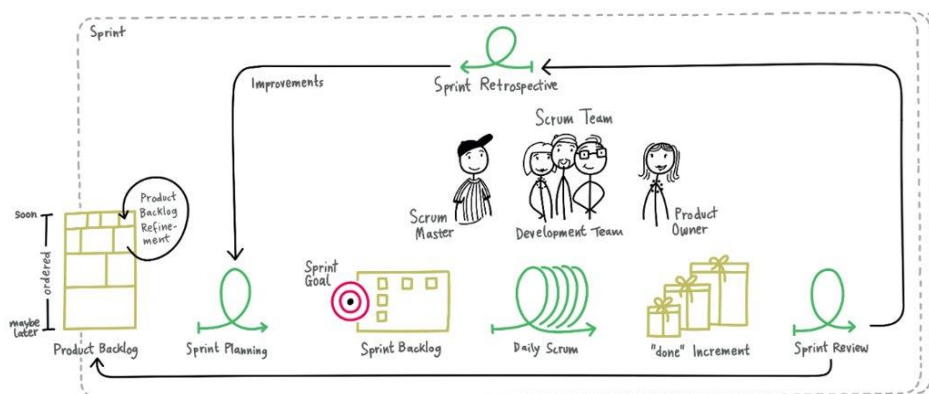 Sprint
Improvements
Sprint Retrospective
Scrum Team
Scrum
Master
Development Team
Product
Owner
soon
ordered
maybe
later
Product
Backlog
Refine-
ment
Product Backlog
Sprint Planning
Sprint
Goal
Sprint Backlog
Daily Scrum
"done" Increment
Sprint Review